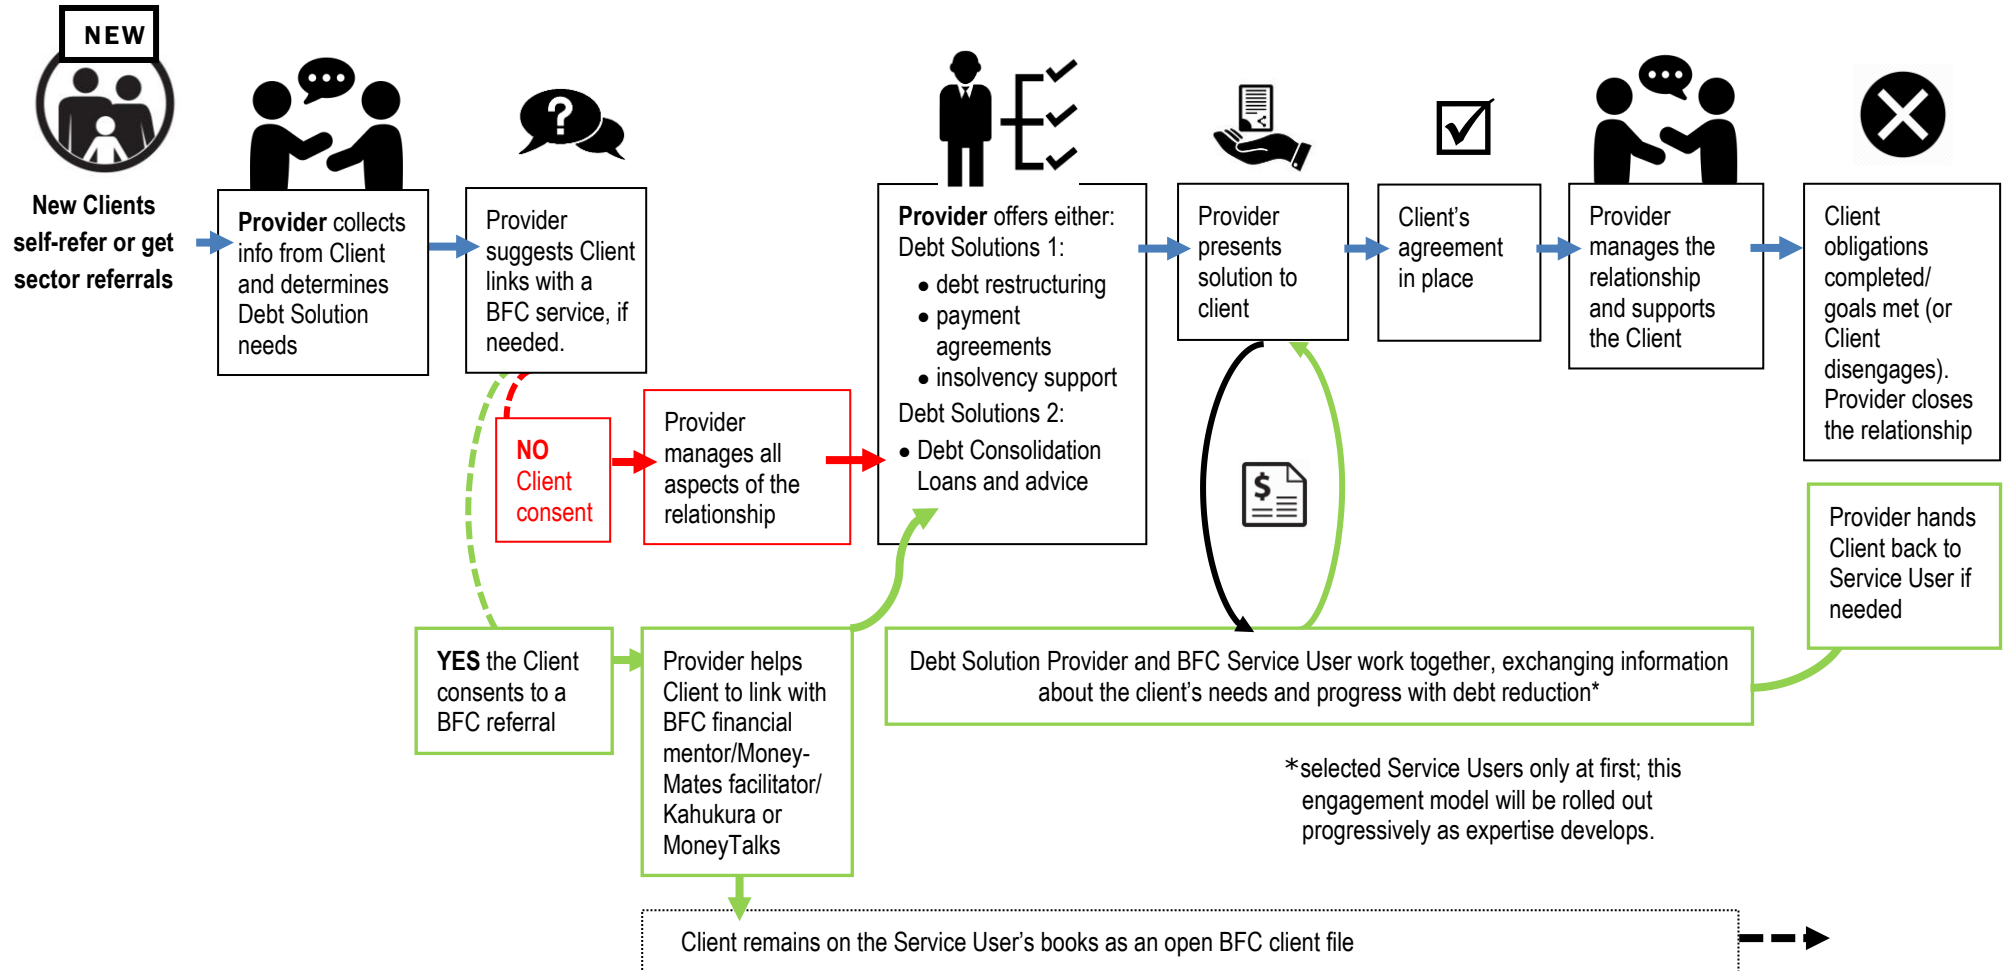 NEW
New Clients
self-refer or get
sector referrals
Provider collects
info from Client
and determines
Debt Solution
needs
?
Provider
suggests Client
links with a
BFC service, if
needed.
NO
Client
consent
Provider
manages all
aspects of the
relationship
Provider offers either:
Debt Solutions 1:
• debt restructuring
• payment
agreements
• insolvency support
Debt Solutions 2:
• Debt Consolidation
Loans and advice
Provider
presents
solution to
client
$
Client’s
agreement
in place
Provider
manages the
relationship
and supports
the Client
Client
obligations
completed/
goals met (or
Client
disengages).
Provider closes
the relationship
Provider hands
Client back to
Service User if
needed
YES the Client
consents to a
BFC referral
Provider helps
Client to link with
BFC financial
mentor/Money-
Mates facilitator/
Kahukura or
MoneyTalks
Debt Solution Provider and BFC Service User work together, exchanging information
about the client’s needs and progress with debt reduction*
*selected Service Users only at first; this
engagement model will be rolled out
progressively as expertise develops.
Client remains on the Service User’s books as an open BFC client file